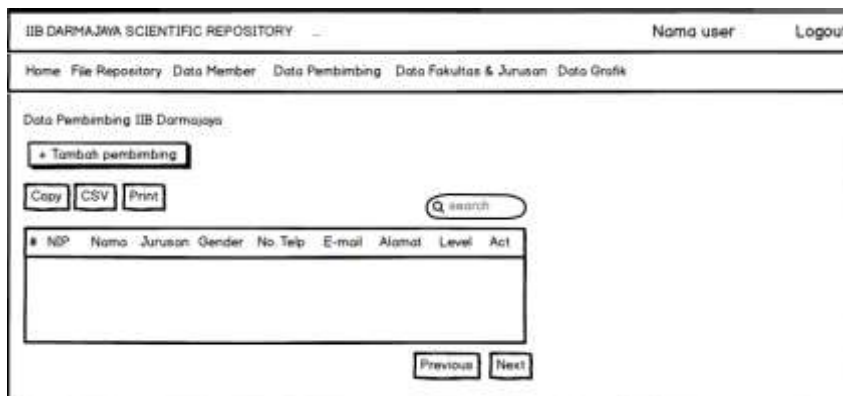 IIB DARMAJAYA SCIENTIFIC REPOSITORY ... Nama user Logout
Home File Repository Data Member Data Pembimbing Data Fakultas & Jurusan Data Grafik
Data Pembimbing IIB Darmajaya
+ Tambah pembimbing
Copy CSV Print search
# NIP Nama Jurusan Gender No. Telp E-mail Alamat Level Act
Previous Next